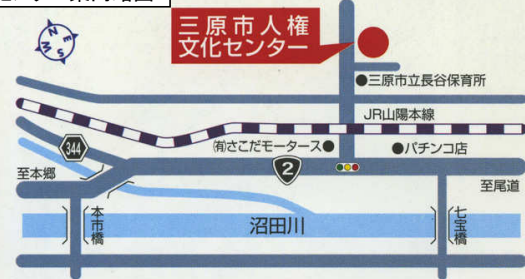 N
E
S
W
三原市人権
文化センター
三原市立長谷保育所
JR山陽本線
344
㈲さこだモータース
パチンコ店
2
至本郷
至尾道
本市橋
沼田川
七宝橋